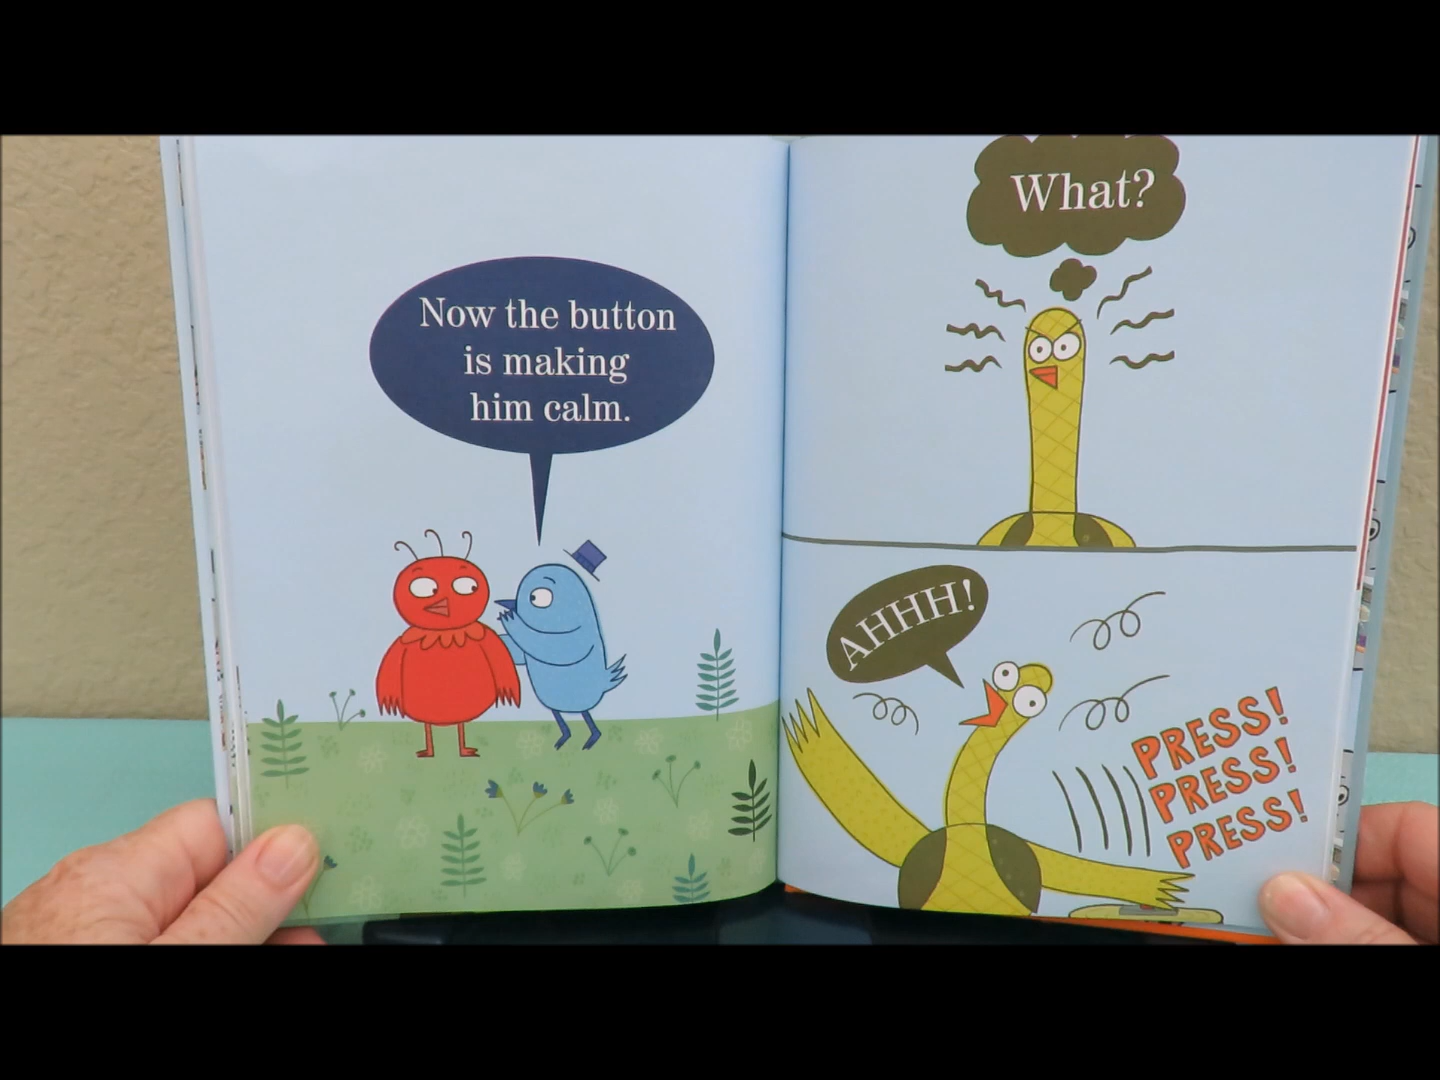 Now the button
is making
him calm.
What?
AHHH!
PRESS!
PRESS!
PRESS!